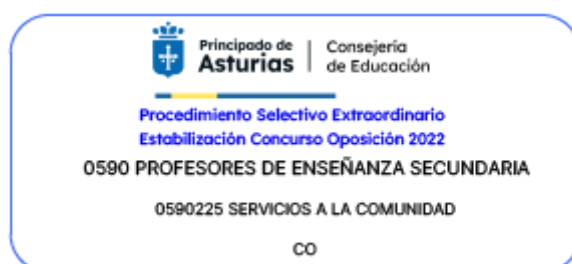 Principado de Asturias
Consejería de Educación
Procedimiento Selectivo Extraordinario
Estabilización Concurso Oposición 2022
0590 PROFESORES DE ENSEÑANZA SECUNDARIA
0590225 SERVICIOS A LA COMUNIDAD
CO